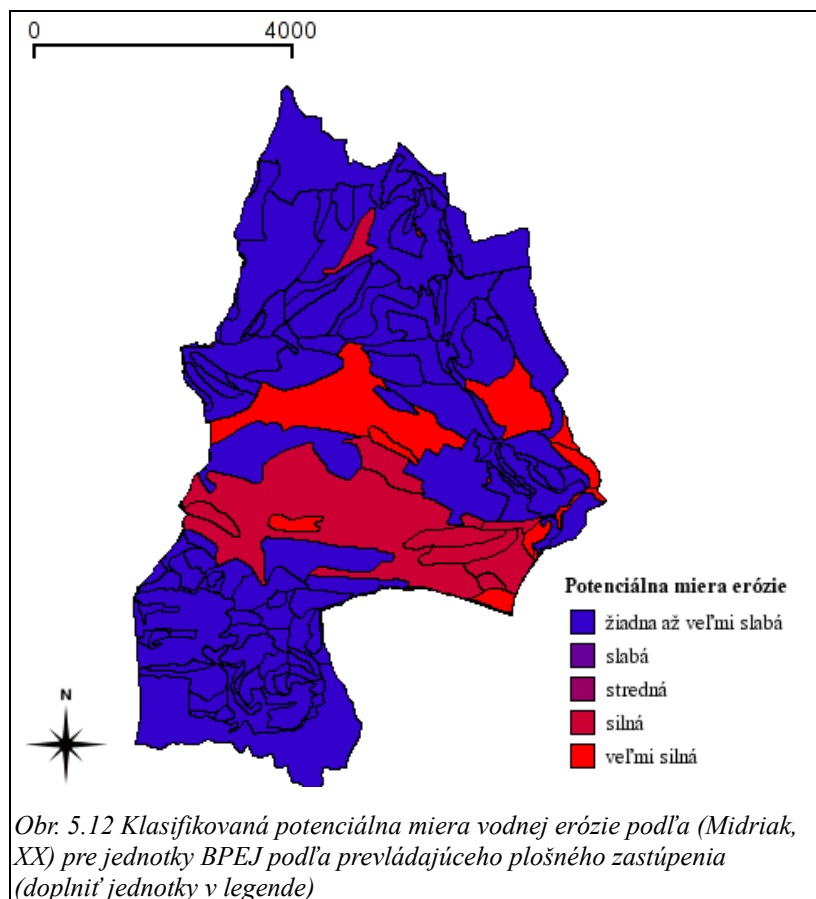 0 4000
Potenciálna miera erózie
žiadna až veľmi slabá
slabá
stredná
silná
veľmi silná
N
Obr. 5.12 Klasifikovaná potenciálna miera vodnej erózie podľa (Midriak,
XX) pre jednotky BPEJ podľa prevládajúceho plošného zastúpenia
(doplniť jednotky v legende)